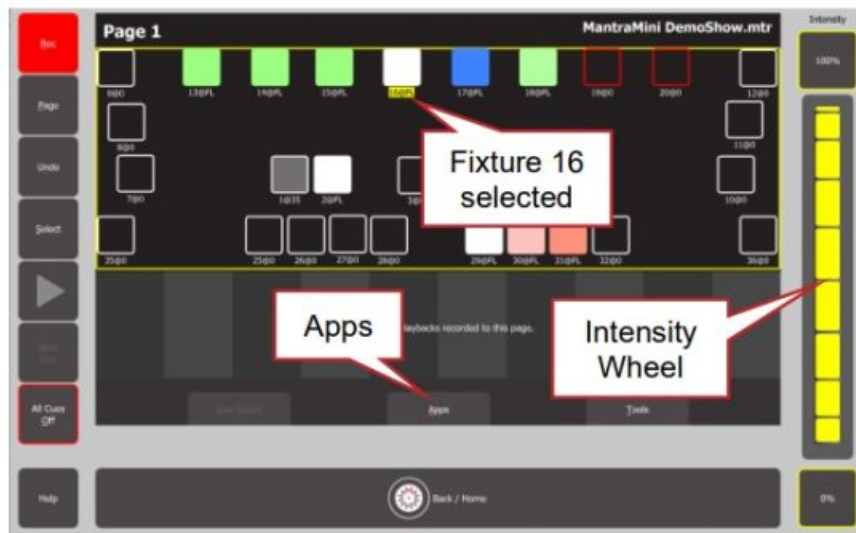 Intensity
Rec
Page 1
MantraMini DemoShow.mtr
100%
9@0
13@FL
14@FL
15@FL
16@FL
17@FL
18@FL
19@0
20@0
12@0
Page
8@0
11@0
Undo
Fixture 16
selected
7@0
1@35
2@FL
10@0
Select
35@0
25@0
26@0
27@0
28@0
29@FL
30@FL
31@FL
32@0
36@0
Apps
playbacks recorded to this page.
Intensity
Wheel
All Cues
Off
Apps
Tools
Help
Back / Home
0%